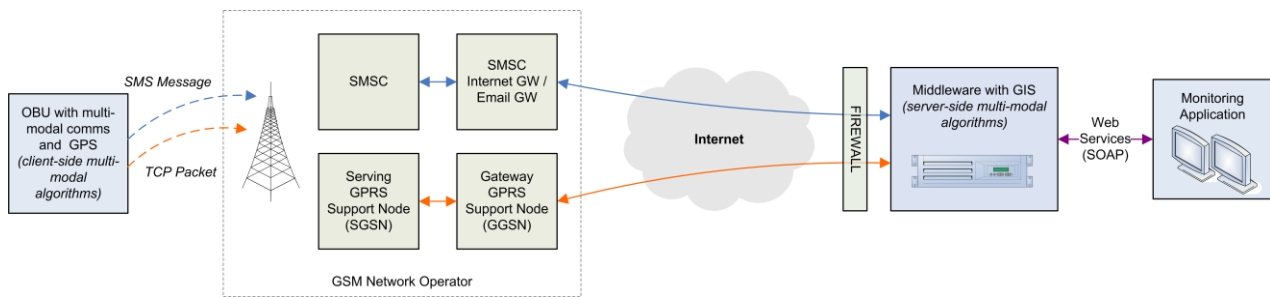 SMS Message
OBU with multi-
modal comms
and GPS
(client-side multi-
modal
algorithms)
TCP Packet
SMSC
SMSC
Internet GW /
Email GW
Serving
GPRS
Support Node
(SGSN)
Gateway
GPRS
Support Node
(GGSN)
GSM Network Operator
Internet
FIREWALL
Middleware with GIS
(server-side multi-modal
algorithms)
Web
Services
(SOAP)
Monitoring
Application